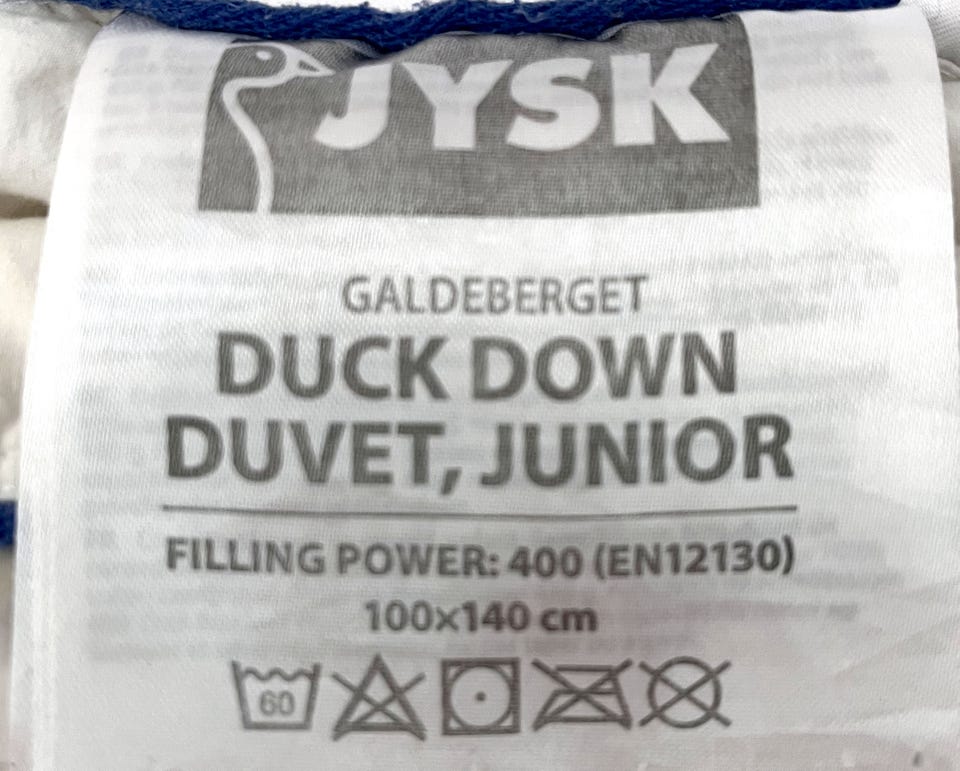 JYSK
GALDEBERGET
DUCK DOWN
DUVET, JUNIOR
FILLING POWER: 400 (EN12130)
100x140 cm
60